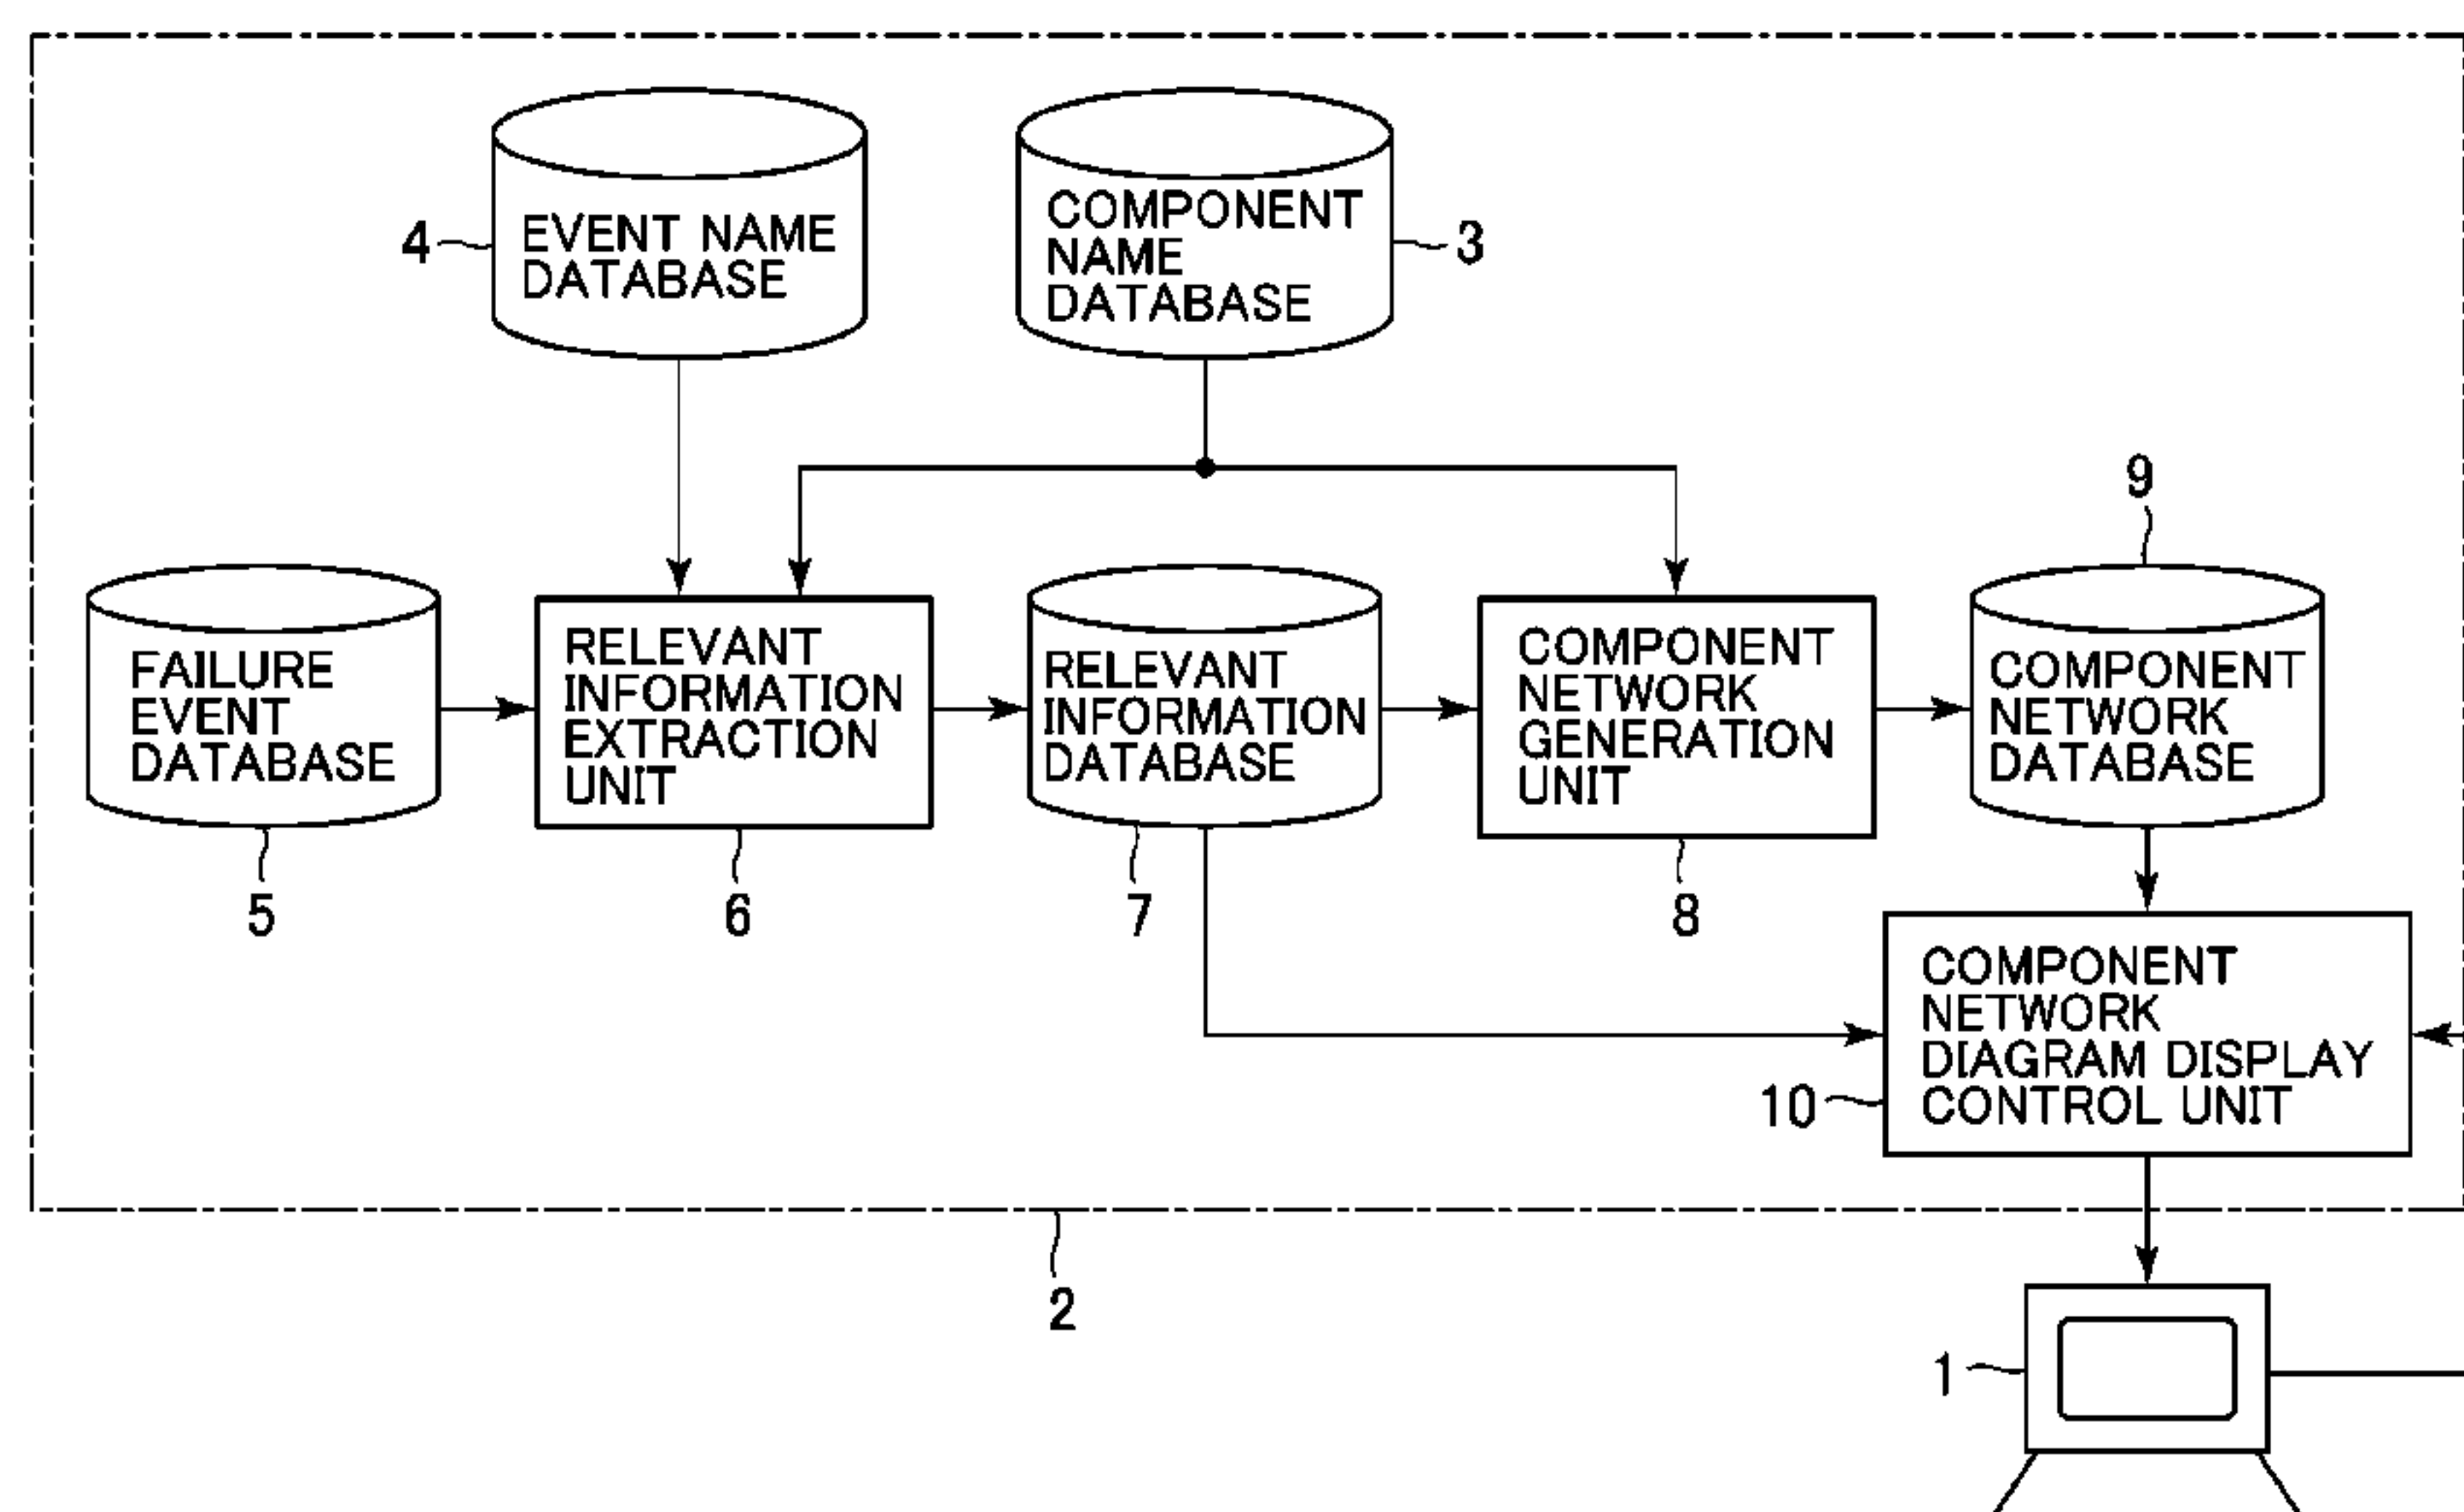 4
EVENT NAME
DATABASE
COMPONENT
NAME
DATABASE
3
9
FAILURE
EVENT
DATABASE
RELEVANT
INFORMATION
EXTRACTION
UNIT
RELEVANT
INFORMATION
DATABASE
COMPONENT
NETWORK
GENERATION
UNIT
COMPONENT
NETWORK
DATABASE
5
6
7
8
COMPONENT
NETWORK
DIAGRAM DISPLAY
CONTROL UNIT
10
2
1